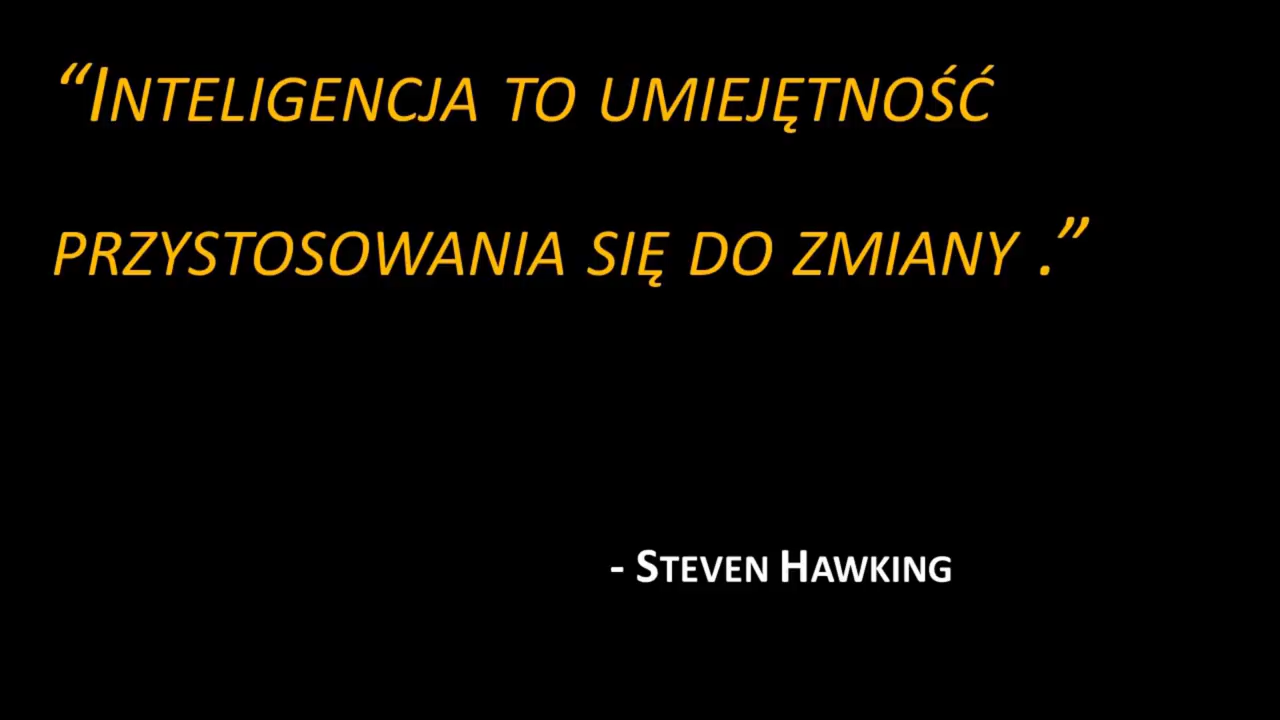 “Inteligencja to umiejętność
przystosowania się do zmiany .”
- Steven Hawking